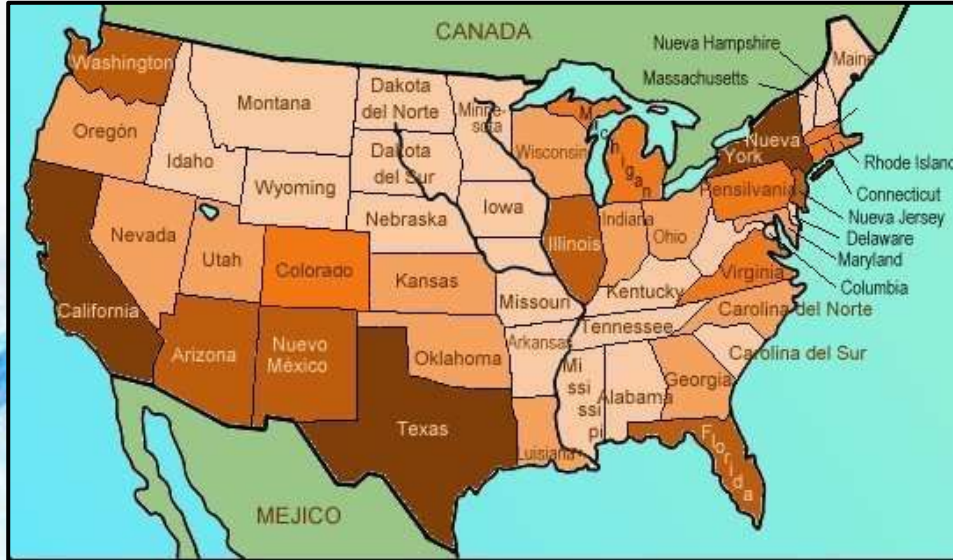 CANADA
Nueva Hampshire
Massachusetts
Maine
Washington
Montana
Dakota
del Norte
Minne-
sota
Oregón
Idaho
Wisconsin
Michigan
Nueva
York
Dakota
del Sur
Wyoming
Rhode Island
Connecticut
Pensilvania
Nueva Jersey
Nebraska
Iowa
Nevada
Utah
Colorado
Illinois
Indiana
Ohio
Delaware
Maryland
Virginia
Columbia
Kansas
Missouri
Kentucky
California
Carolina del Norte
Tennessee
Arizona
Nuevo
México
Oklahoma
Arkansas
Carolina del Sur
Mi
ssi
ssi
pi
Alabama
Georgia
Texas
Luisiana
Florida
MEJICO